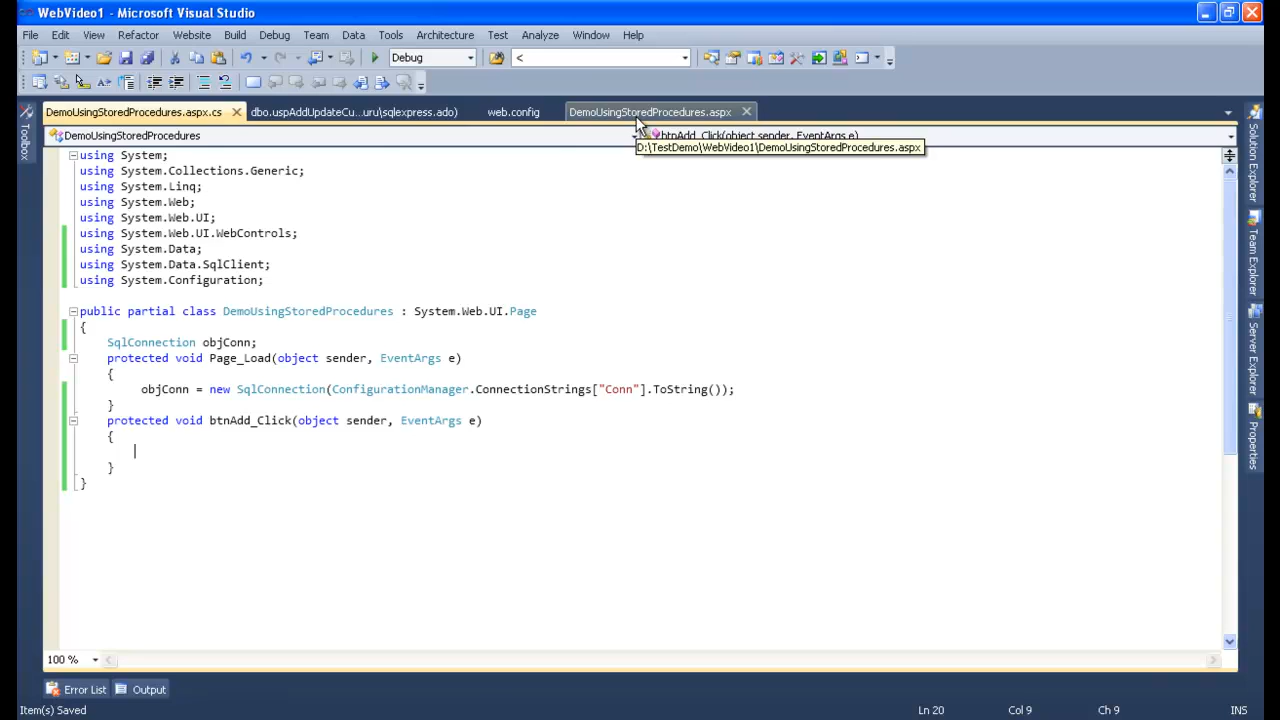 WebVideo1 - Microsoft Visual Studio
File Edit View Refactor Website Build Debug Team Data Tools Architecture Test Analyze Window Help
Debug <
DemoUsingStoredProcedures.aspx.cs dbo.uspAddUpdateCu...uru\sqlexpress.ado) web.config DemoUsingStoredProcedures.aspx
DemoUsingStoredProcedures btnAdd_Click(object sender, EventArgs e)
D:\TestDemo\WebVideo1\DemoUsingStoredProcedures.aspx
using System;
using System.Collections.Generic;
using System.Linq;
using System.Web;
using System.Web.UI;
using System.Web.UI.WebControls;
using System.Data;
using System.Data.SqlClient;
using System.Configuration;
public partial class DemoUsingStoredProcedures : System.Web.UI.Page
{
SqlConnection objConn;
protected void Page_Load(object sender, EventArgs e)
{
objConn = new SqlConnection(ConfigurationManager.ConnectionStrings["Conn"].ToString());
}
protected void btnAdd_Click(object sender, EventArgs e)
{
}
}
Toolbox
Solution Explorer
Team Explorer
Server Explorer
Properties
100 %
Error List Output
Item(s) Saved Ln 20 Col 9 Ch 9 INS